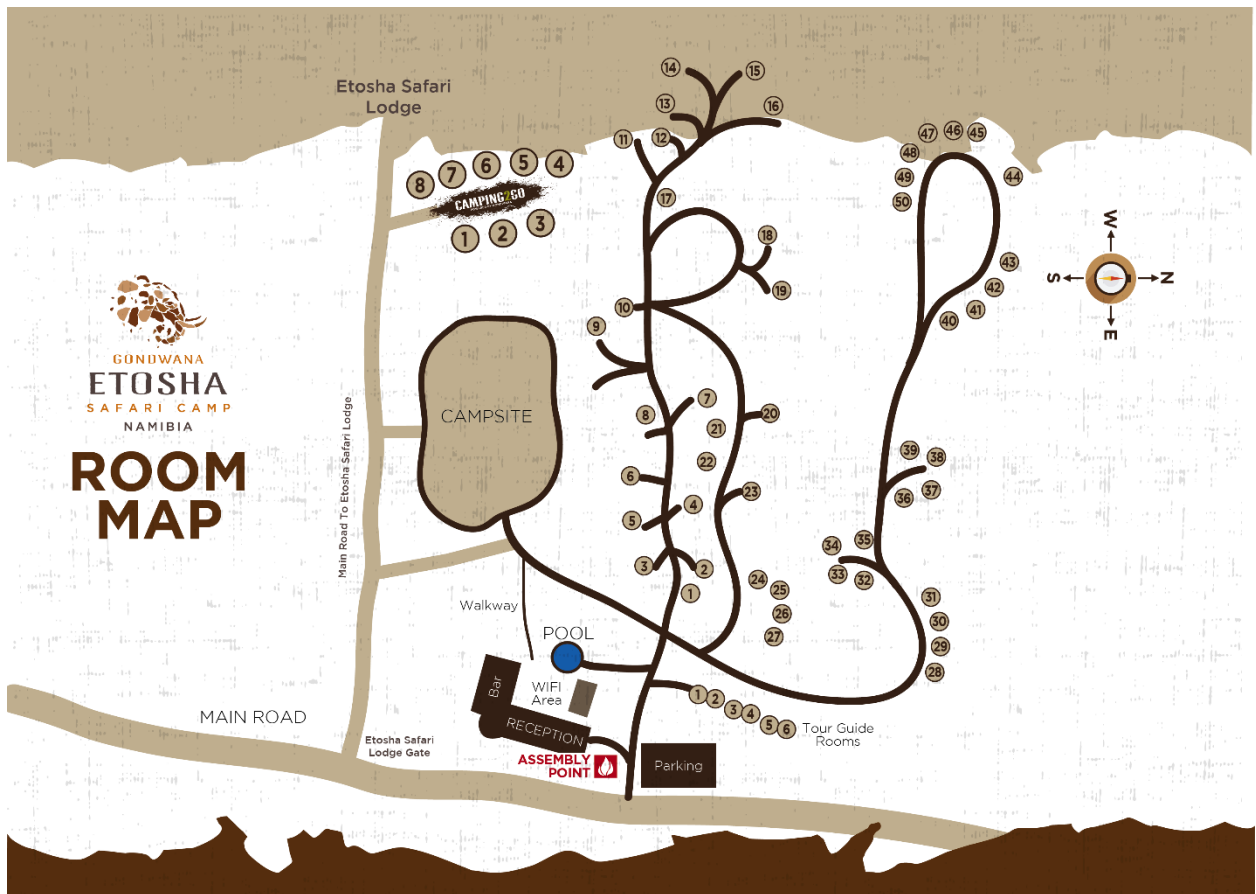 Etosha Safari
Lodge
8
7
6
5
4
CAMPING2GO
1
2
3
14
15
13
16
12
11
17
18
19
10
9
47
46
45
48
44
49
50
43
42
41
40
W
S
N
E
GONDWANA
ETOSHA
SAFARI CAMP
NAMIBIA
ROOM
MAP
Main Road To Etosha Safari Lodge
CAMPSITE
7
8
20
21
22
6
23
4
5
3
2
1
39
38
36
37
35
34
33
32
31
30
29
28
24
25
26
27
Walkway
POOL
WIFI
Area
Bar
RECEPTION
1
2
3
4
5
6
Tour Guide
Rooms
MAIN ROAD
Etosha Safari
Lodge Gate
ASSEMBLY
POINT
Parking